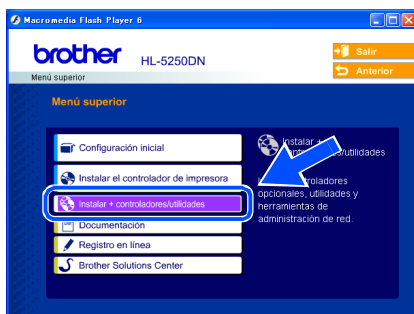 Macromedia Flash Player 6
brother HL-5250DN
Salir
Anterior
Menú superior
Menú superior
Configuración inicial
Instalar el controlador de impresora
Instalar + controladores/utilidades
Documentación
Registro en línea
Brother Solutions Center
Instalar +
/utilidades
opcionales, utilidades y
herramientas de
administración de red.